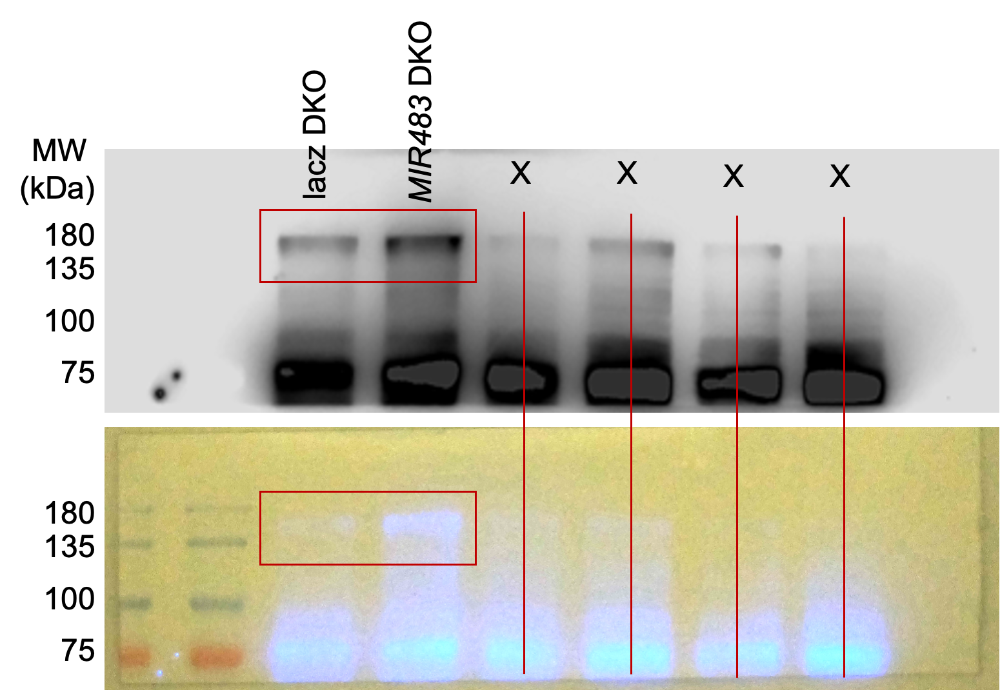 lacz DKO
MIR483 DKO
MW
(kDa)
X X X X
180
135
100
75
180
135
100
75